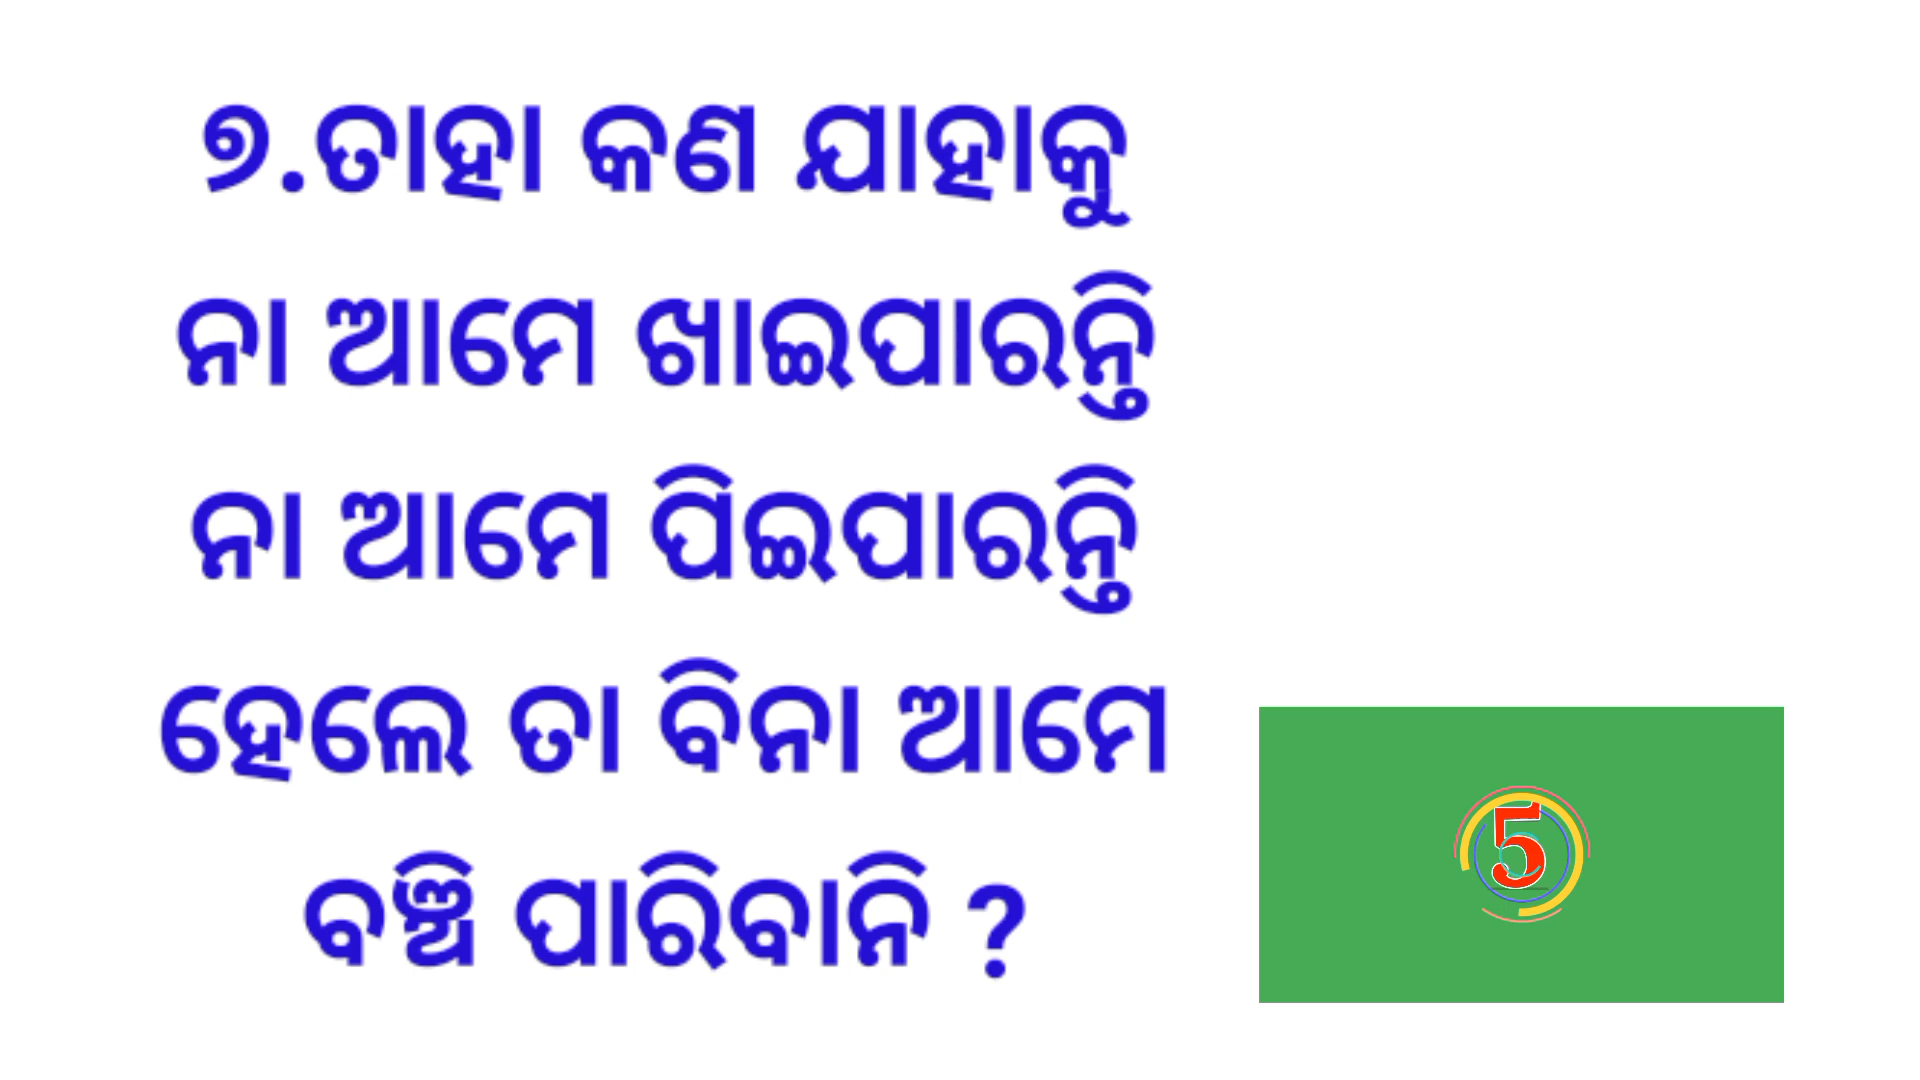 ୭.ତାହା କଣ ଯାହାକୁ
ନା ଆମେ ଖାଇପାରନ୍ତି
ନା ଆମେ ପିଇପାରନ୍ତି
ହେଲେ ତା ବିନା ଆମେ
ବଞ୍ଚି ପାରିବାନି ?
5